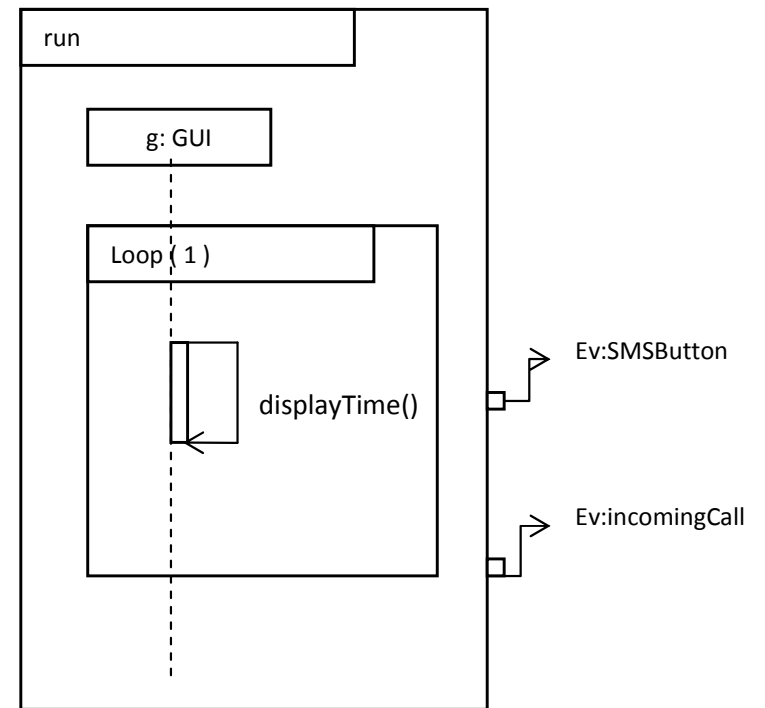 run
g: GUI
Loop ( 1 )
Ev:SMSButton
displayTime()
Ev:incomingCall